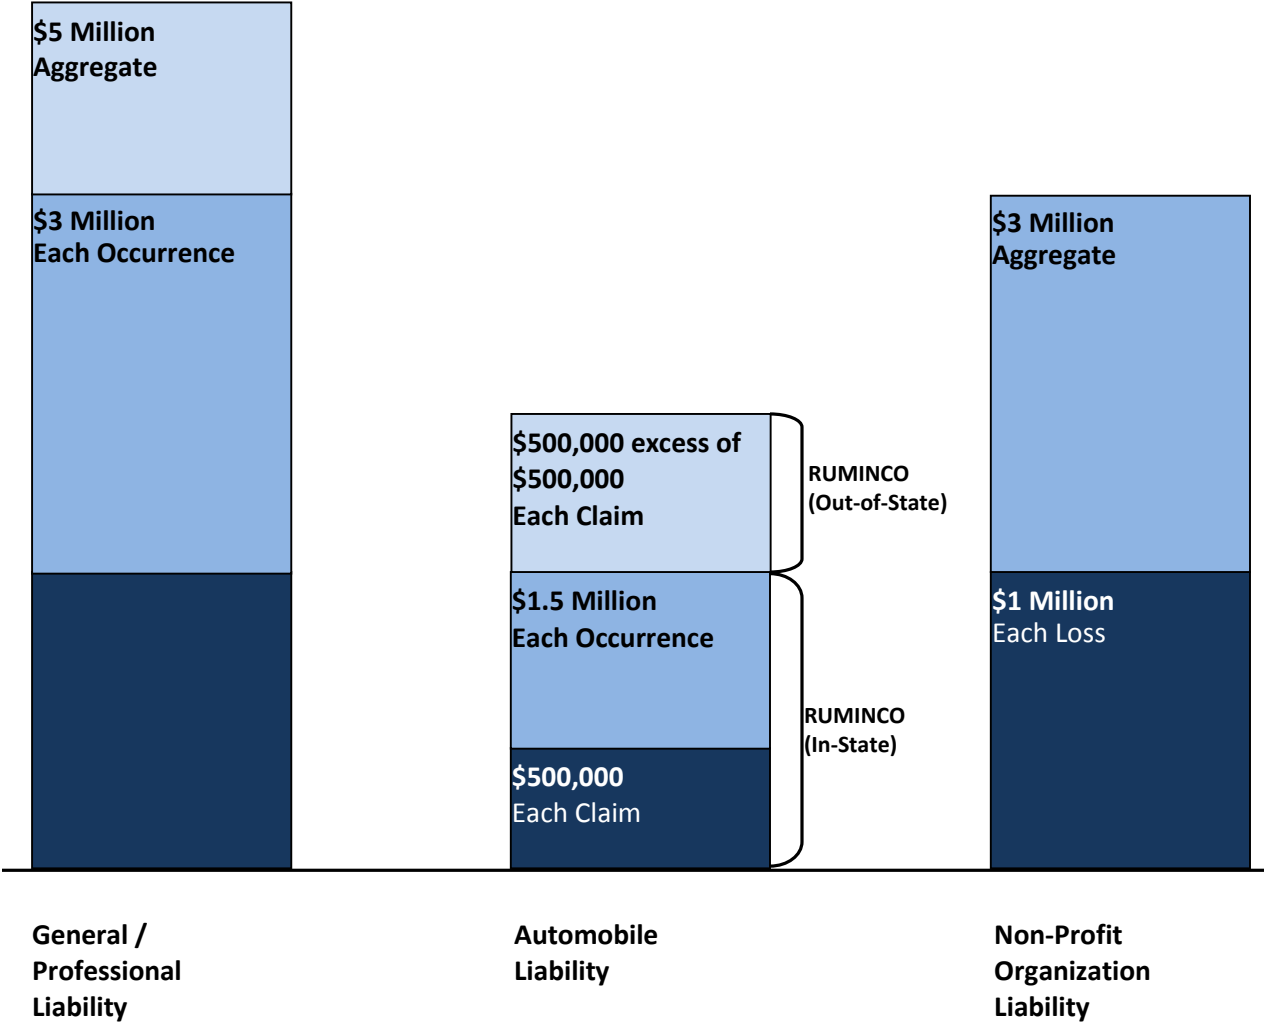 $5 Million
Aggregate
$3 Million
Each Occurrence
$500,000 excess of
$500,000
Each Claim
RUMINCO
(Out-of-State)
$1.5 Million
Each Occurrence
RUMINCO
(In-State)
$500,000
Each Claim
$3 Million
Aggregate
$1 Million
Each Loss
General /
Professional
Liability
Automobile
Liability
Non-Profit
Organization
Liability